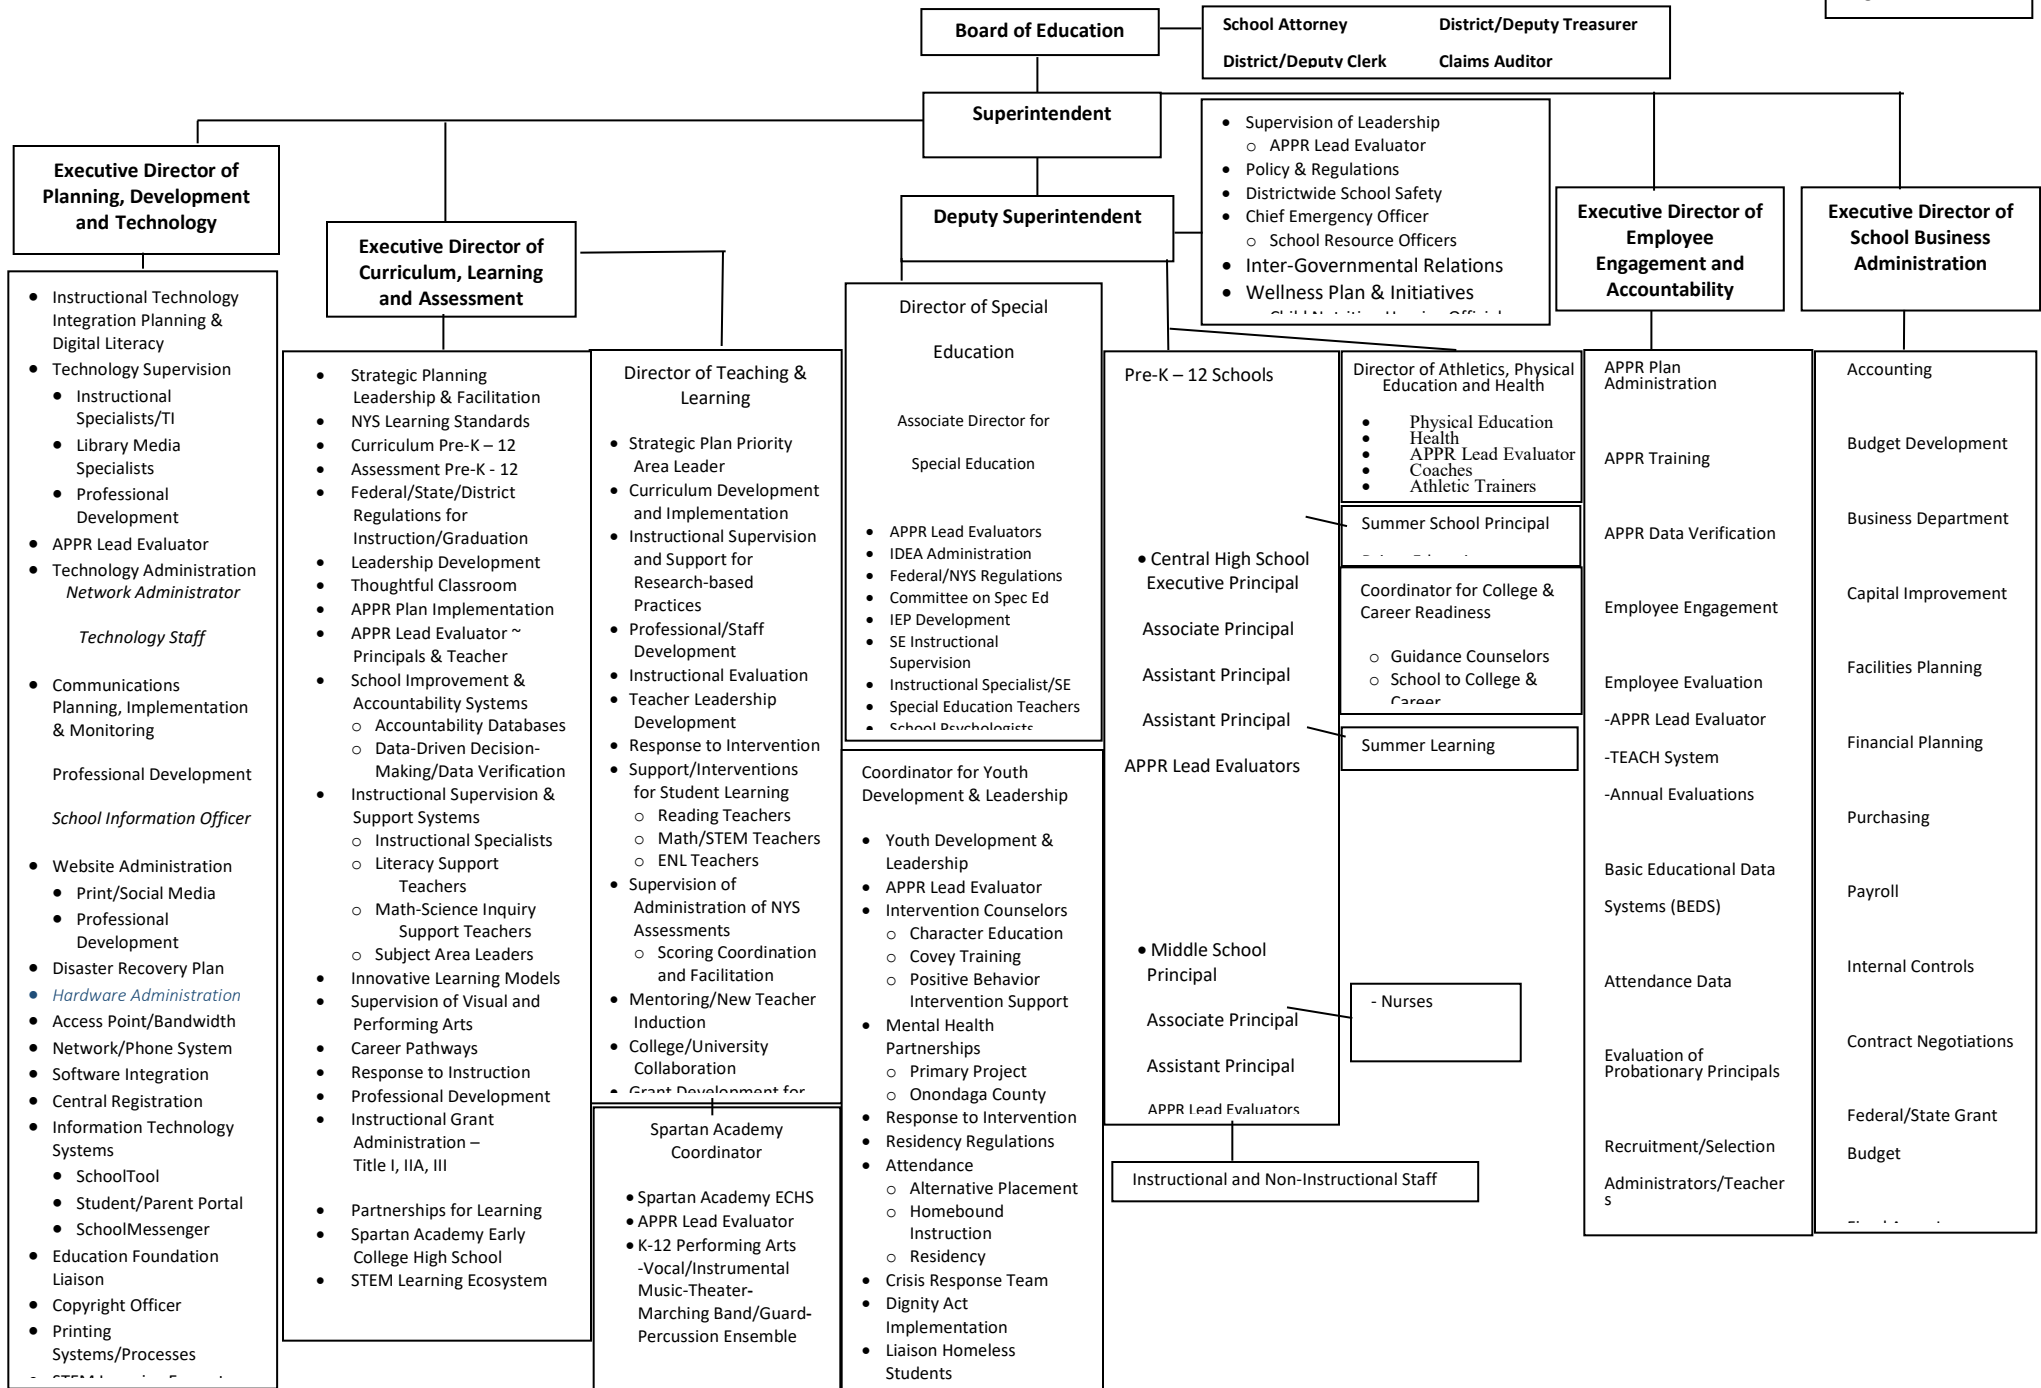 Board of Education
School Attorney District/Deputy Treasurer
District/Deputy Clerk Claims Auditor
Superintendent
Deputy Superintendent
• Supervision of Leadership
o APPR Lead Evaluator
• Policy & Regulations
• Districtwide School Safety
• Chief Emergency Officer
o School Resource Officers
• Inter-Governmental Relations
• Wellness Plan & Initiatives
Executive Director of
Planning, Development
and Technology
• Instructional Technology
Integration Planning &
Digital Literacy
• Technology Supervision
• Instructional
Specialists/TI
• Library Media
Specialists
• Professional
Development
• APPR Lead Evaluator
• Technology Administration
Network Administrator
Technology Staff
• Communications
Planning, Implementation
& Monitoring
Professional Development
School Information Officer
• Website Administration
• Print/Social Media
• Professional
Development
• Disaster Recovery Plan
• Hardware Administration
• Access Point/Bandwidth
• Network/Phone System
• Software Integration
• Central Registration
• Information Technology
Systems
• SchoolTool
• Student/Parent Portal
• SchoolMessenger
• Education Foundation
Liaison
• Copyright Officer
• Printing
Systems/Processes
Executive Director of
Curriculum, Learning
and Assessment
• Strategic Planning
Leadership & Facilitation
• NYS Learning Standards
• Curriculum Pre-K – 12
• Assessment Pre-K - 12
• Federal/State/District
Regulations for
Instruction/Graduation
• Leadership Development
• Thoughtful Classroom
• APPR Plan Implementation
• APPR Lead Evaluator ~
Principals & Teacher
• School Improvement &
Accountability Systems
o Accountability Databases
o Data-Driven Decision-
Making/Data Verification
• Instructional Supervision &
Support Systems
o Instructional Specialists
o Literacy Support
Teachers
o Math-Science Inquiry
Support Teachers
o Subject Area Leaders
• Innovative Learning Models
• Supervision of Visual and
Performing Arts
• Career Pathways
• Response to Instruction
• Professional Development
• Instructional Grant
Administration –
Title I, IIA, III
• Partnerships for Learning
• Spartan Academy Early
College High School
• STEM Learning Ecosystem
Director of Teaching &
Learning
• Strategic Plan Priority
Area Leader
• Curriculum Development
and Implementation
• Instructional Supervision
and Support for
Research-based
Practices
• Professional/Staff
Development
• Instructional Evaluation
• Teacher Leadership
Development
• Response to Intervention
• Support/Interventions
for Student Learning
o Reading Teachers
o Math/STEM Teachers
o ENL Teachers
• Supervision of
Administration of NYS
Assessments
o Scoring Coordination
and Facilitation
• Mentoring/New Teacher
Induction
• College/University
Collaboration
• Grant Development for
Spartan Academy
Coordinator
• Spartan Academy ECHS
• APPR Lead Evaluator
• K-12 Performing Arts
-Vocal/Instrumental
Music-Theater-
Marching Band/Guard-
Percussion Ensemble
Director of Special
Education
Associate Director for
Special Education
• APPR Lead Evaluators
• IDEA Administration
• Federal/NYS Regulations
• Committee on Spec Ed
• IEP Development
• SE Instructional
Supervision
• Instructional Specialist/SE
• Special Education Teachers
• School Psychologists
Coordinator for Youth
Development & Leadership
• Youth Development &
Leadership
• APPR Lead Evaluator
• Intervention Counselors
o Character Education
o Covey Training
o Positive Behavior
Intervention Support
• Mental Health
Partnerships
o Primary Project
o Onondaga County
• Response to Intervention
• Residency Regulations
• Attendance
o Alternative Placement
o Homebound
Instruction
o Residency
• Crisis Response Team
• Dignity Act
Implementation
• Liaison Homeless
Students
Pre-K – 12 Schools
• Central High School
Executive Principal
Associate Principal
Assistant Principal
Assistant Principal
APPR Lead Evaluators
• Middle School
Principal
Associate Principal
Assistant Principal
APPR Lead Evaluators
Instructional and Non-Instructional Staff
Director of Athletics, Physical
Education and Health
• Physical Education
• Health
• APPR Lead Evaluator
• Coaches
• Athletic Trainers
Summer School Principal
Coordinator for College &
Career Readiness
o Guidance Counselors
o School to College &
Career
Summer Learning
- Nurses
Executive Director of
Employee
Engagement and
Accountability
APPR Plan
Administration
APPR Training
APPR Data Verification
Employee Engagement
Employee Evaluation
-APPR Lead Evaluator
-TEACH System
-Annual Evaluations
Basic Educational Data
Systems (BEDS)
Attendance Data
Evaluation of
Probationary Principals
Recruitment/Selection
Administrators/Teacher
s
Executive Director of
School Business
Administration
Accounting
Budget Development
Business Department
Capital Improvement
Facilities Planning
Financial Planning
Purchasing
Payroll
Internal Controls
Contract Negotiations
Federal/State Grant
Budget